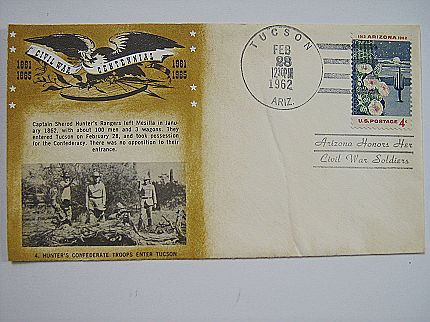 CIVIL WAR CENTENNIAL
1861 1961
1865 1965
Captain Sherod Hunter's Rangers left Mesilla in Jan-
uary 1862, with about 100 men and 3 wagons. They
entered Tucson on February 28, and took possession
for the Confederacy. There was no opposition to their
entrance.
4. HUNTER'S CONFEDERATE TROOPS ENTER TUCSON
TUCSON
FEB
28
1962
ARIZ.
1912 ARIZONA 1962
U.S. POSTAGE 4¢
Arizona Honors Her
Civil War Soldiers